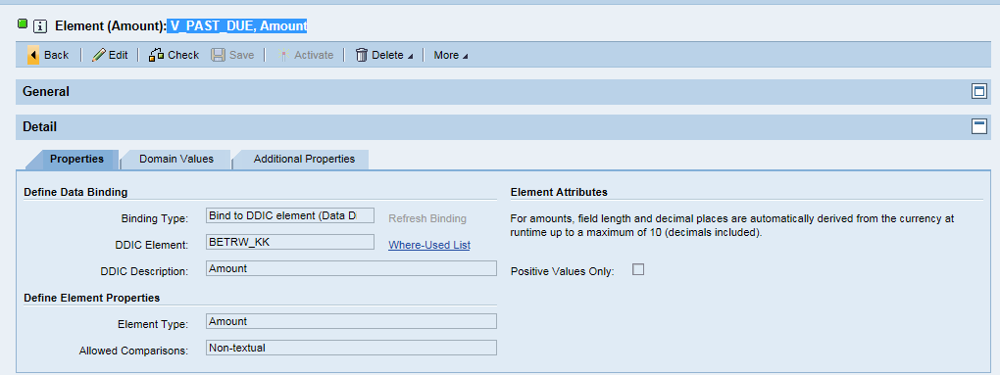 Element (Amount): V_PAST_DUE, Amount
Back Edit Check Save Activate Delete More
General
Detail
Properties Domain Values Additional Properties
Define Data Binding
Binding Type: Bind to DDIC element (Data D Refresh Binding
DDIC Element: BETRW_KK Where-Used List
DDIC Description: Amount
Define Element Properties
Element Type: Amount
Allowed Comparisons: Non-textual
Element Attributes
For amounts, field length and decimal places are automatically derived from the currency at
runtime up to a maximum of 10 (decimals included).
Positive Values Only: